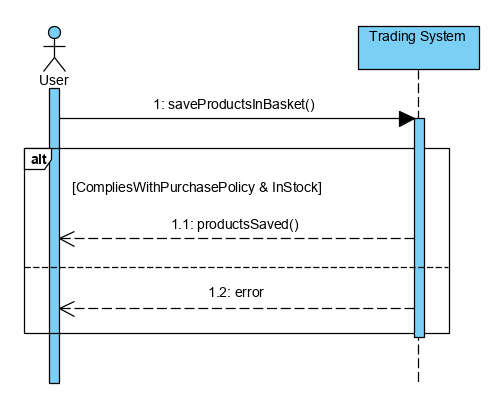 Trading System
User
1: saveProductsInBasket()
alt
[CompliesWithPurchasePolicy & InStock]
1.1: productsSaved()
1.2: error